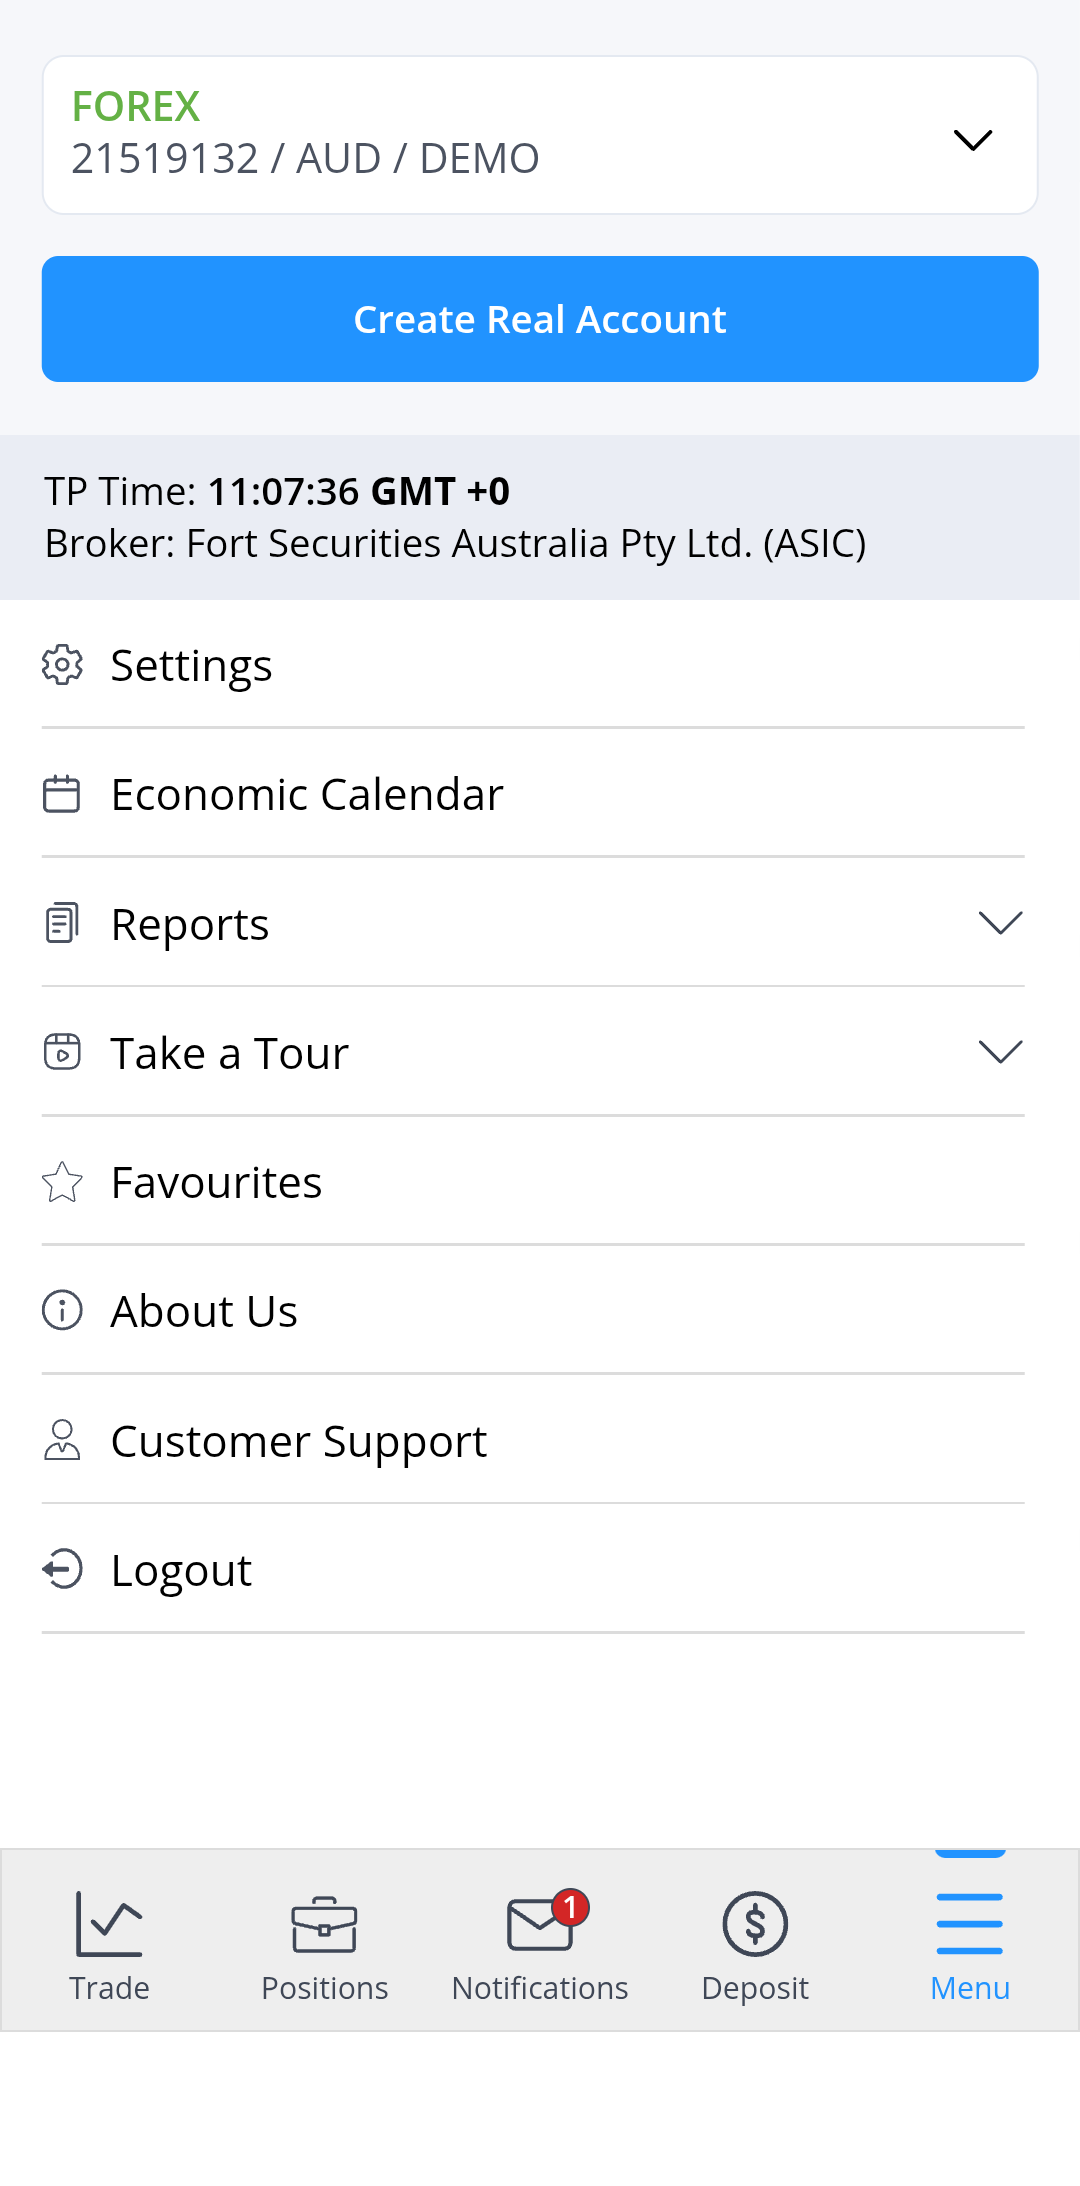 FOREX
21519132 / AUD / DEMO
Create Real Account
TP Time: 11:07:36 GMT +0
Broker: Fort Securities Australia Pty Ltd. (ASIC)
Settings
Economic Calendar
Reports
Take a Tour
Favourites
About Us
Customer Support
Logout
1
Trade
Positions
Notifications
Deposit
Menu